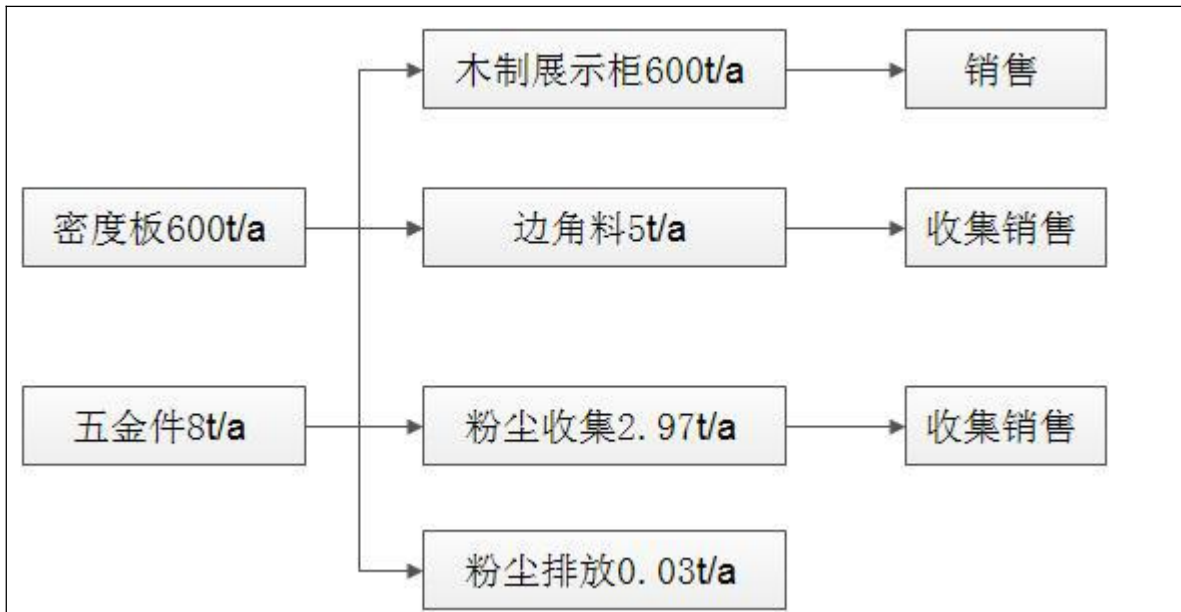 木制展示柜600t/a
销售
密度板600t/a
边角料5t/a
收集销售
五金件8t/a
粉尘收集2.97t/a
收集销售
粉尘排放0.03t/a